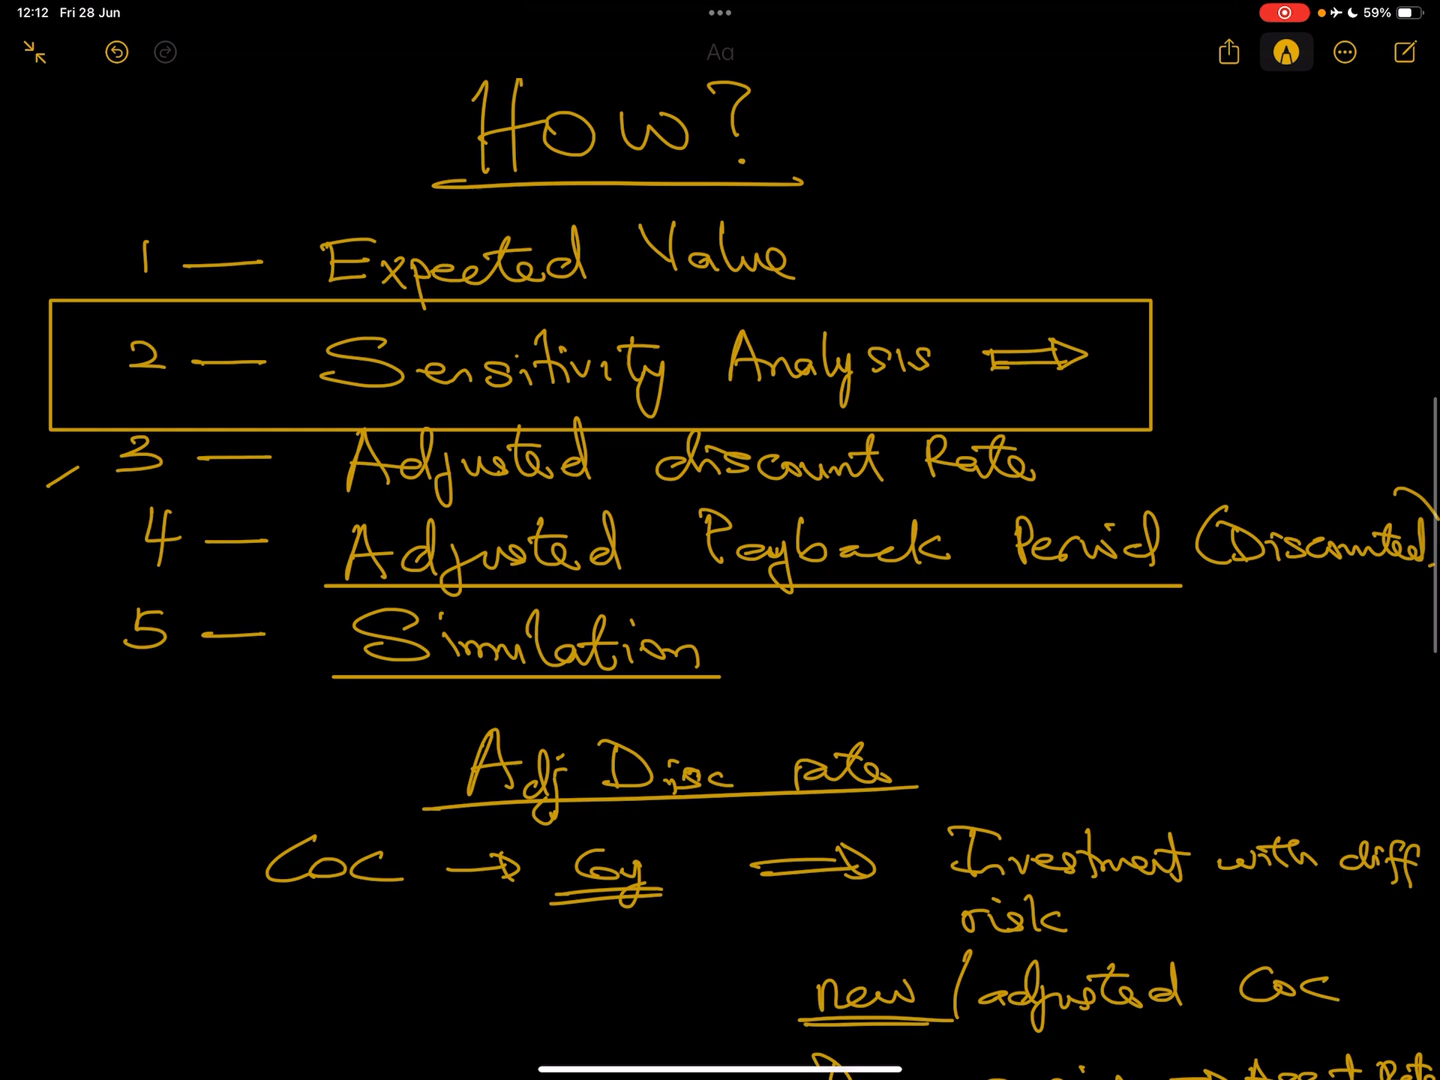 12:12 Fri 28 Jun
59%
Aa
How?
1 — Expected Value
2 — Sensitivity Analysis ⇒
3 — Adjusted discount Rate
4 — Adjusted Payback Period (Discounted)
5 — Simulation
Adj Disc rate
CoC → Coy ⇒ Investment with diff
risk
new / adjusted CoC